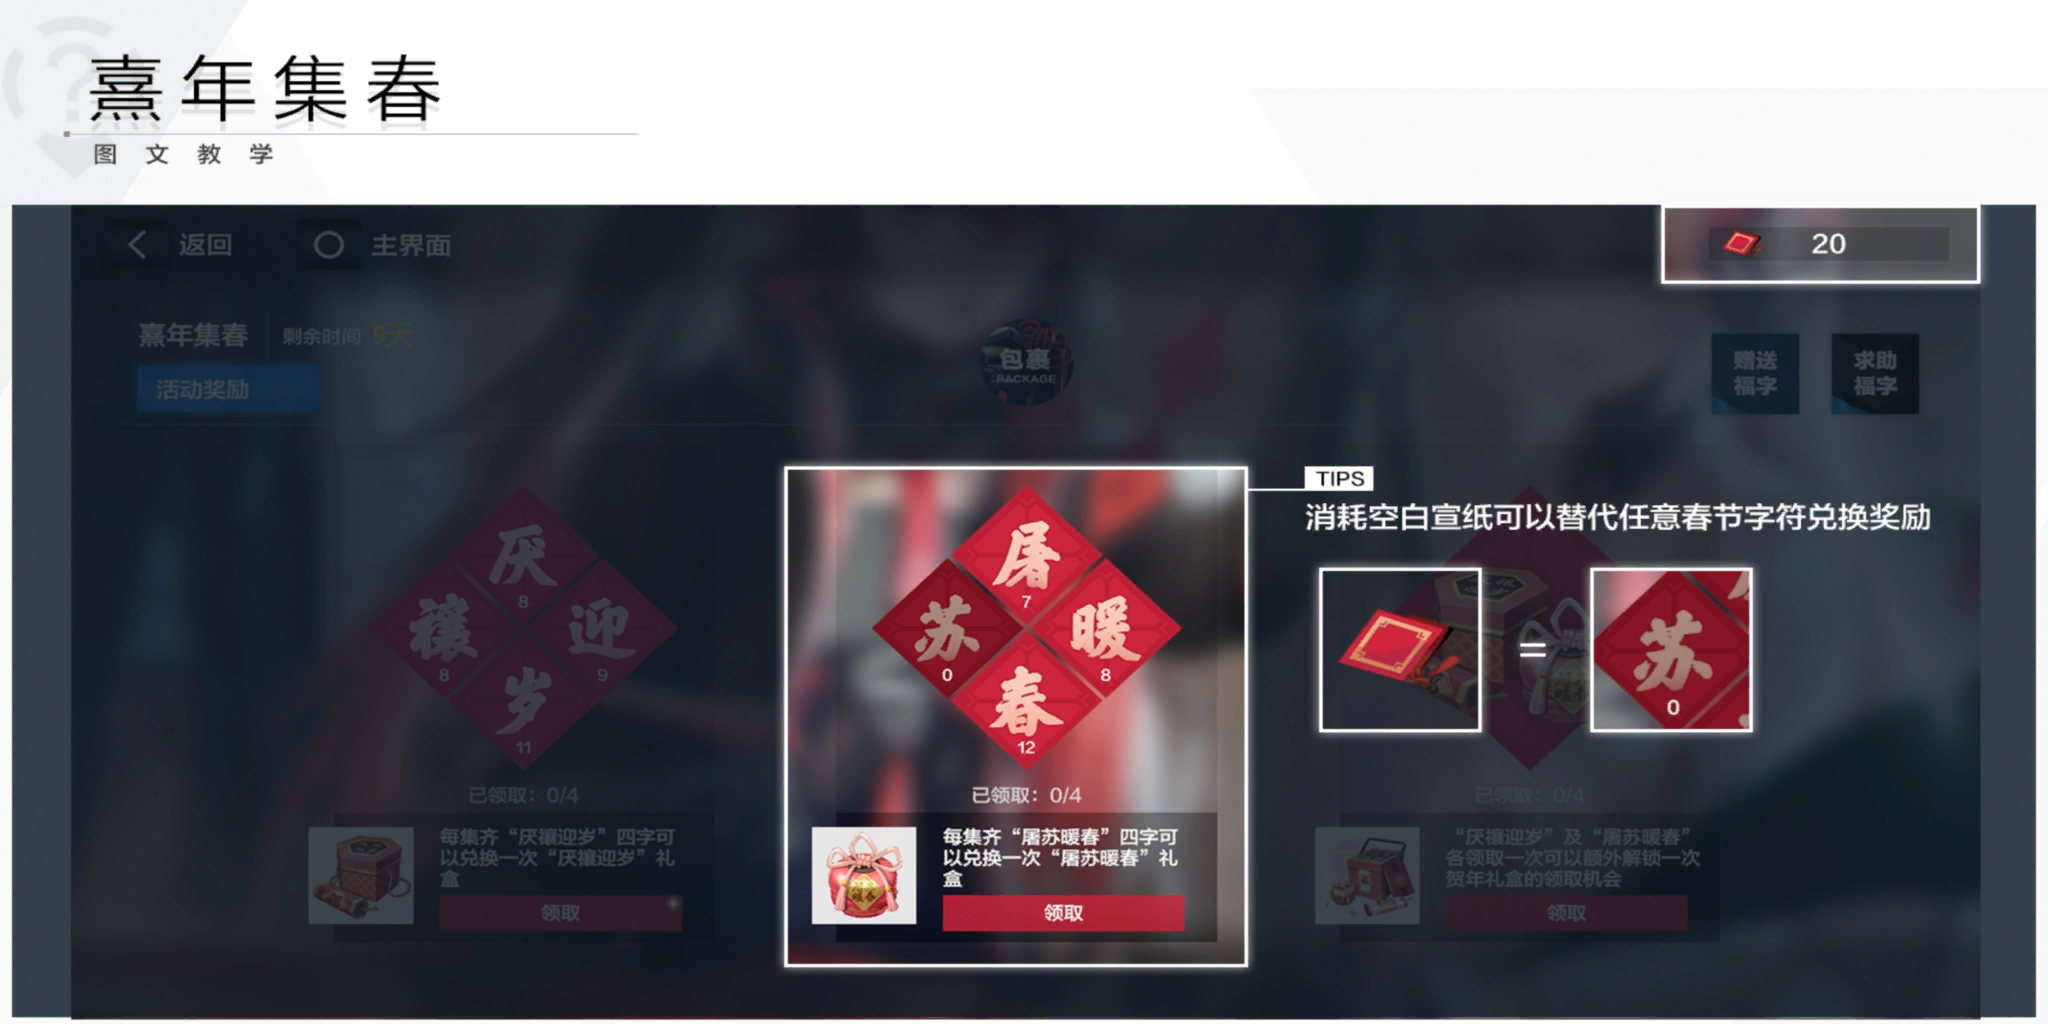 熹年集春
图文教学
返回
主界面
20
熹年集春
剩余时间 9天
活动奖励
包裹
PACKAGE
赠送
福字
求助
福字
厌
8
禳
8
迎
9
岁
11
已领取：0/4
每集齐“厌禳迎岁”四字可
以兑换一次“厌禳迎岁”礼
盒
领取
屠
7
苏
0
暖
8
春
12
已领取：0/4
每集齐“屠苏暖春”四字可
以兑换一次“屠苏暖春”礼
盒
领取
TIPS
消耗空白宣纸可以替代任意春节字符兑换奖励
=
苏
0
已领取：0/4
“厌禳迎岁”及“屠苏暖春”
各领取一次可以额外解锁一次
贺年礼盒的领取机会
领取